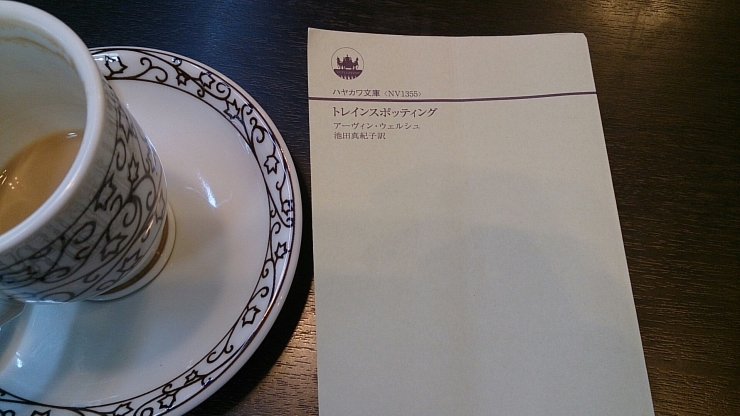 ハヤカワ文庫〈NV1355〉
トレインスポッティング
アーヴィン・ウェルシュ
池田真紀子訳